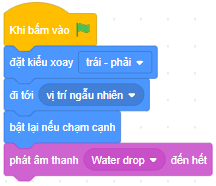 Khi bấm vào
đặt kiểu xoay trái - phải
đi tới vị trí ngẫu nhiên
bật lại nếu chạm cạnh
phát âm thanh Water drop đến hết